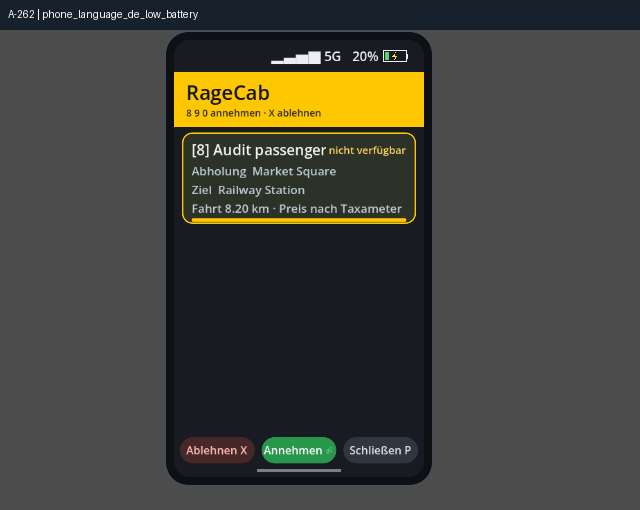 A-262 | phone_language_de_low_battery
5G 20%
RageCab
8 9 0 annehmen · X ablehnen
[8] Audit passenger nicht verfügbar
Abholung Market Square
Ziel Railway Station
Fahrt 8.20 km · Preis nach Taxameter
Ablehnen X Annehmen Schließen P